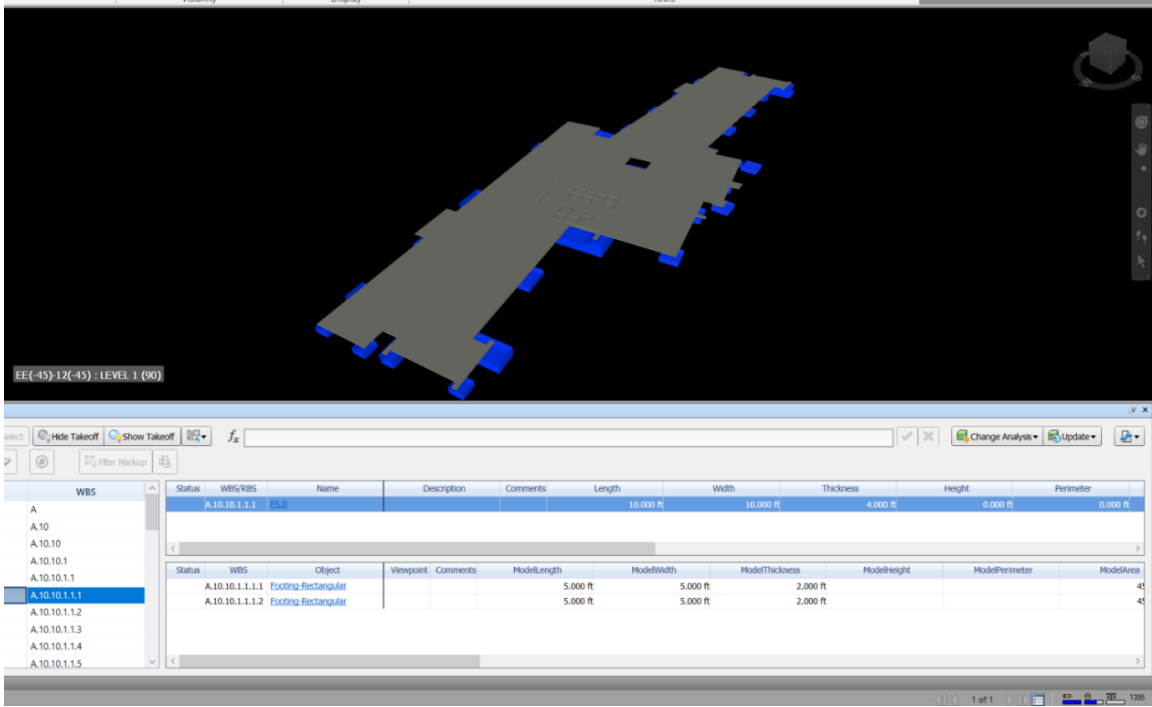 Visibility Display Tools
EE(-45)-12(-45) : LEVEL 1 (90)
Select Hide Takeoff Show Takeoff fx Change Analysis Update
Filter Markup
WBS
A
A.10
A.10.10
A.10.10.1
A.10.10.1.1
A.10.10.1.1.1
A.10.10.1.1.2
A.10.10.1.1.3
A.10.10.1.1.4
A.10.10.1.1.5
Status WBS/RBS Name Description Comments Length Width Thickness Height Perimeter
A.10.10.1.1.1 F5.0 10.000 ft 10.000 ft 4.000 ft 0.000 ft 0.000 ft
Status WBS Object Viewpoint Comments ModelLength ModelWidth ModelThickness ModelHeight ModelPerimeter ModelArea
A.10.10.1.1.1.1 Footing-Rectangular 5.000 ft 5.000 ft 2.000 ft
A.10.10.1.1.1.2 Footing-Rectangular 5.000 ft 5.000 ft 2.000 ft
1 of 1 1395